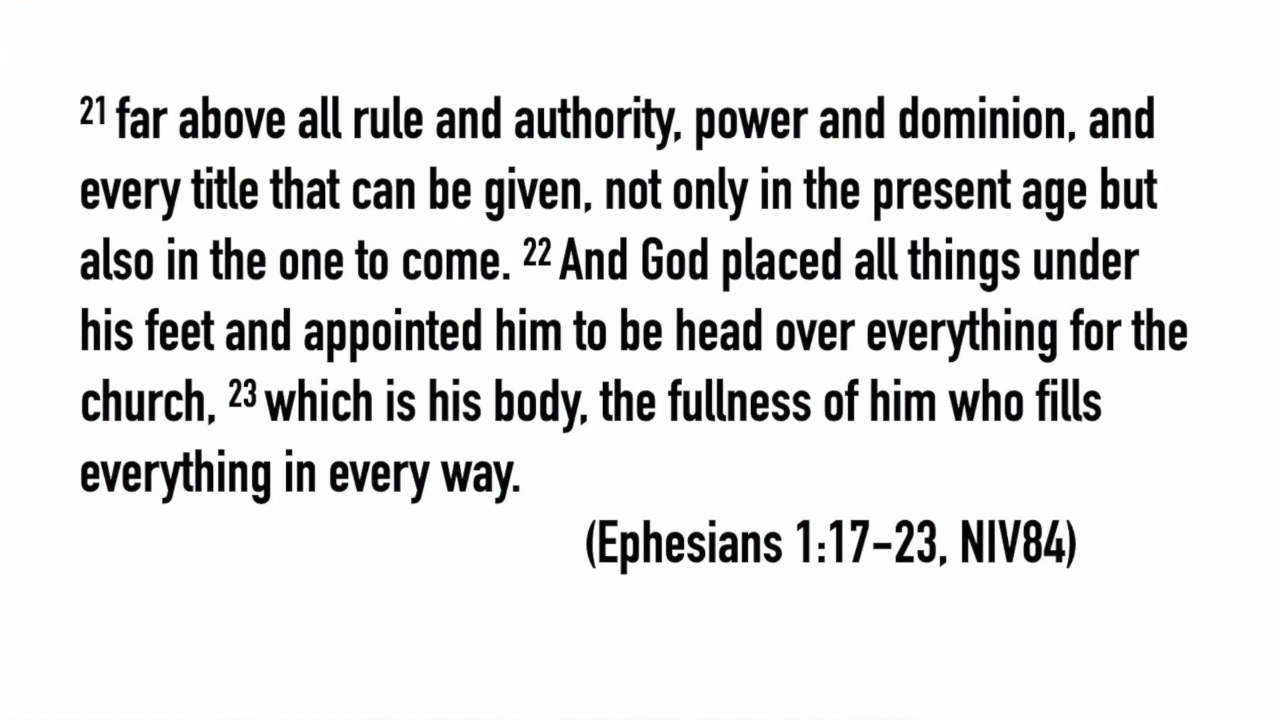 21 far above all rule and authority, power and dominion, and
every title that can be given, not only in the present age but
also in the one to come. 22 And God placed all things under
his feet and appointed him to be head over everything for the
church, 23 which is his body, the fullness of him who fills
everything in every way.
(Ephesians 1:17–23, NIV84)